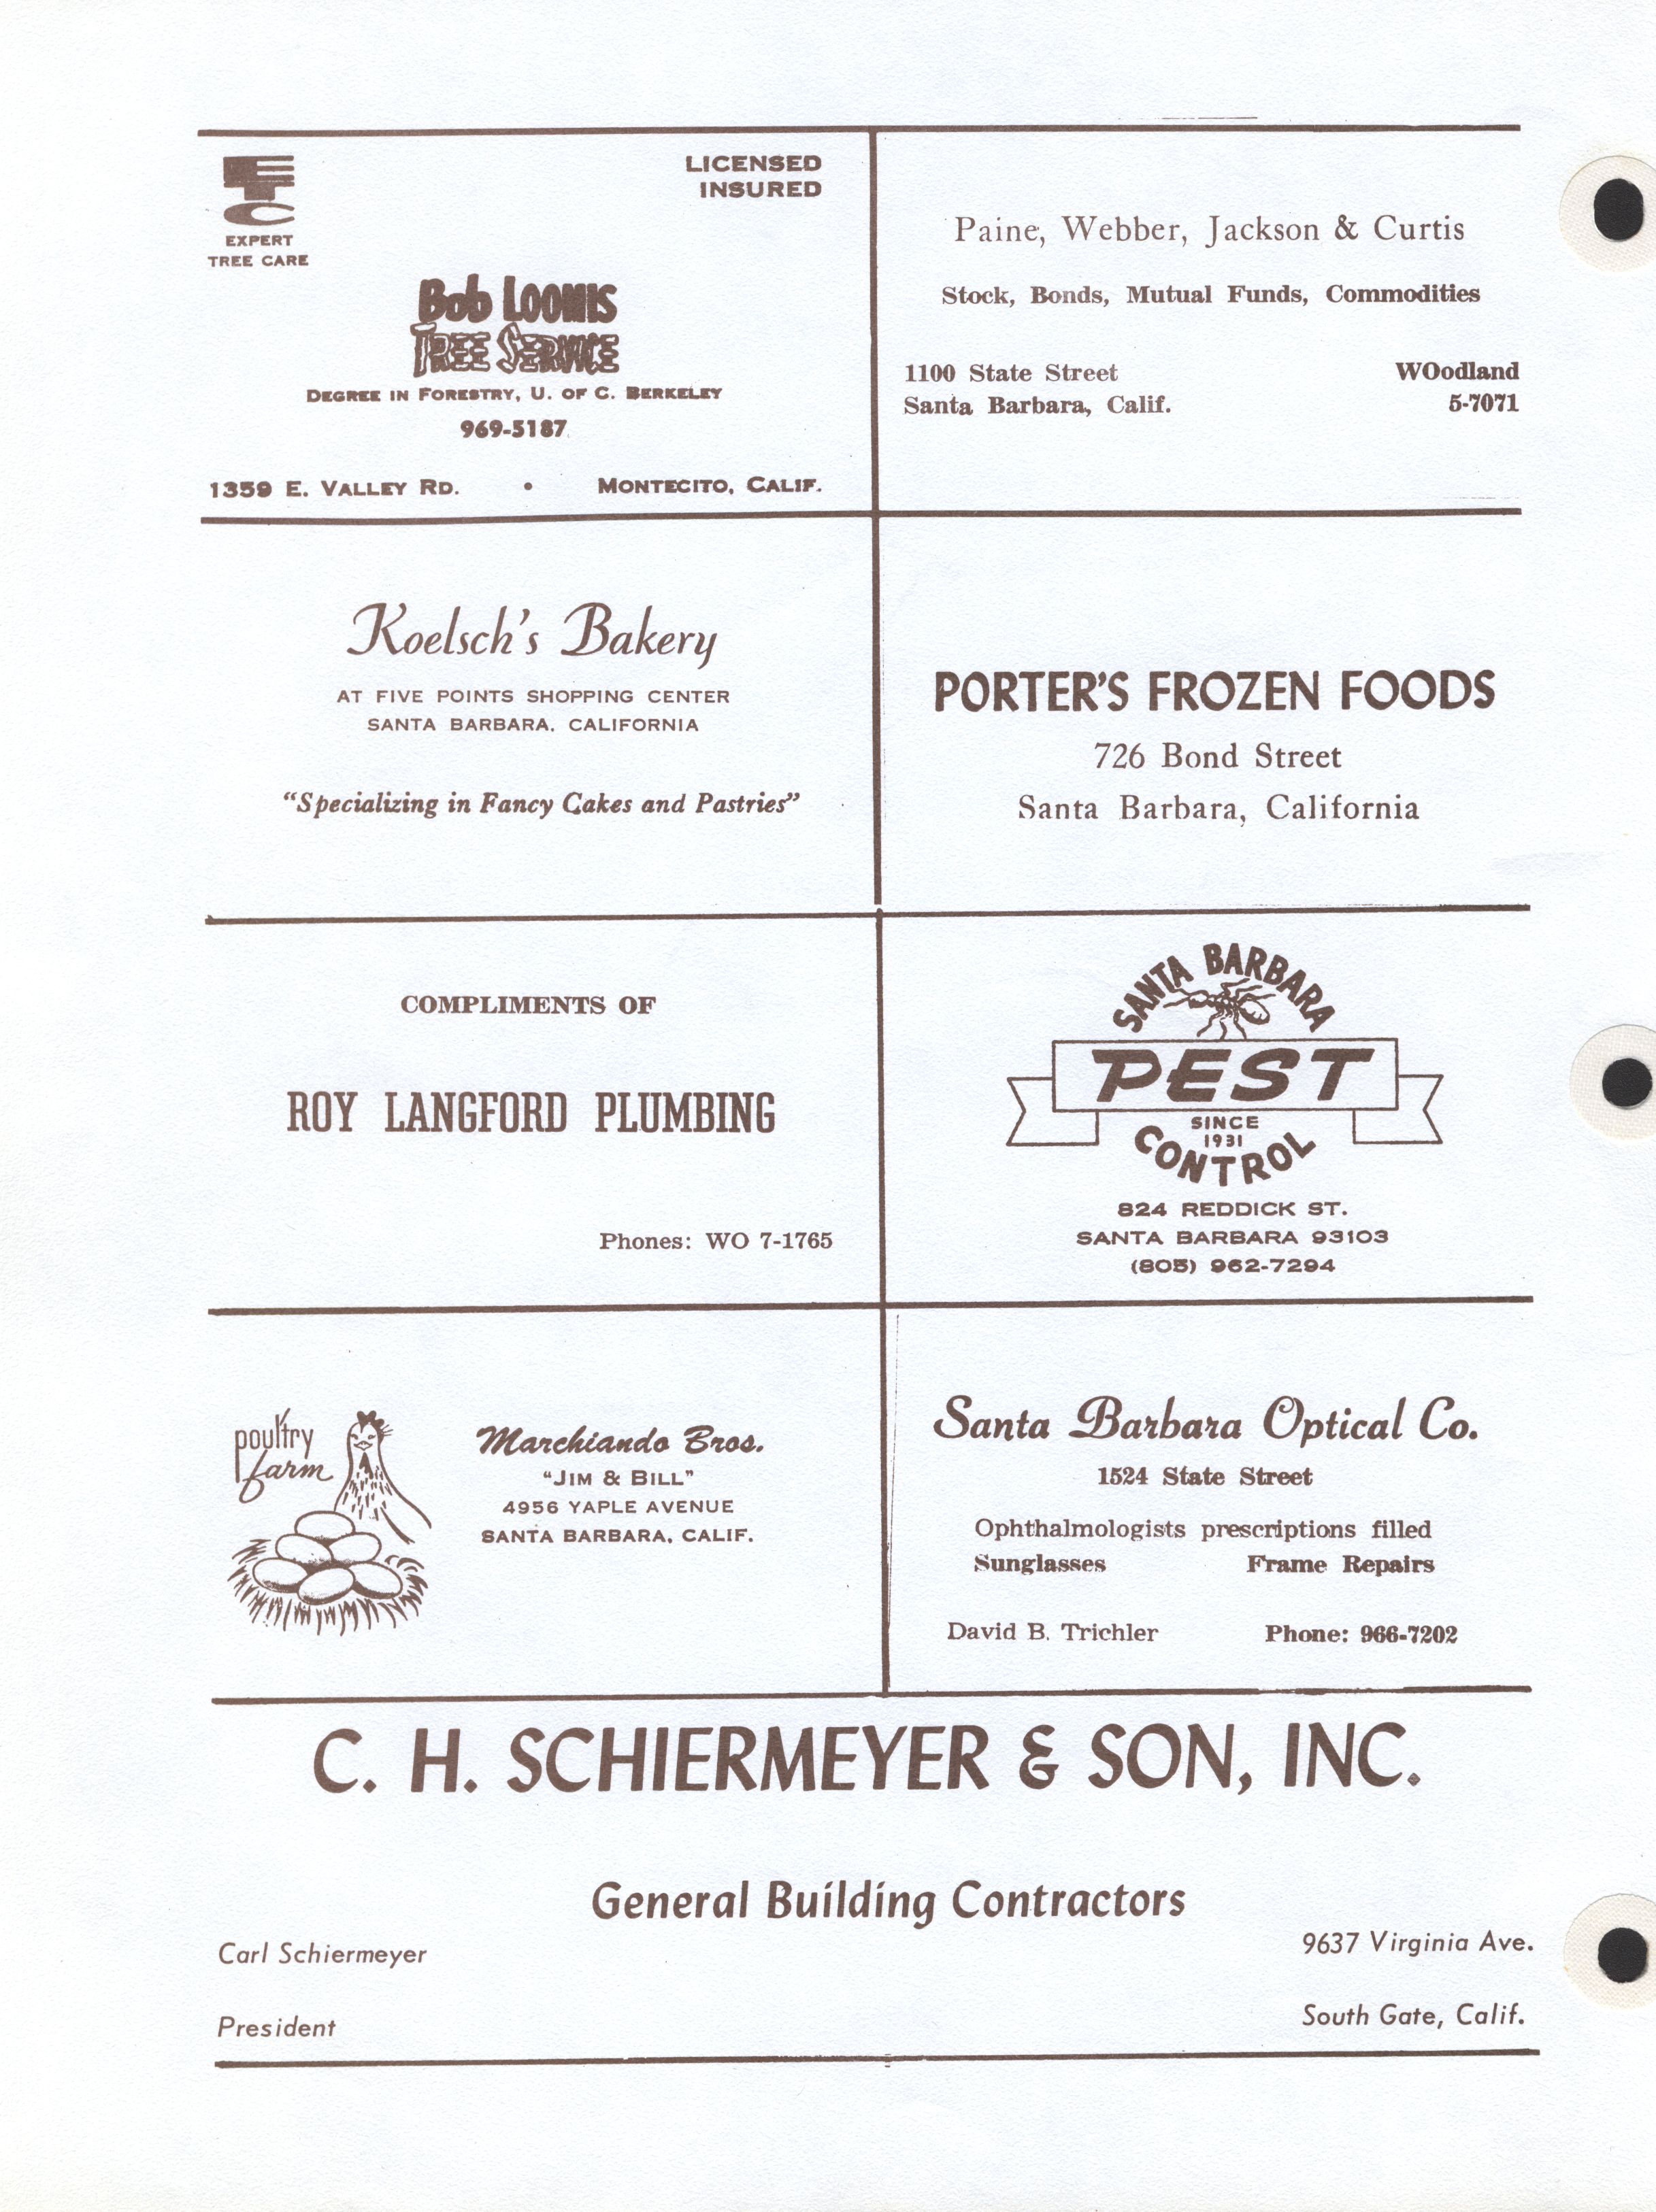 ETC
EXPERT
TREE CARE
LICENSED
INSURED
Bob Loomis
Tree Service
Degree in Forestry, U. of C. Berkeley
969-5187
1359 E. Valley Rd. • Montecito, Calif.
Paine, Webber, Jackson & Curtis
Stock, Bonds, Mutual Funds, Commodities
1100 State Street WOodland
Santa Barbara, Calif. 5-7071
Koelsch's Bakery
AT FIVE POINTS SHOPPING CENTER
SANTA BARBARA, CALIFORNIA
"Specializing in Fancy Cakes and Pastries"
PORTER'S FROZEN FOODS
726 Bond Street
Santa Barbara, California
COMPLIMENTS OF
ROY LANGFORD PLUMBING
Phones: WO 7-1765
SANTA BARBARA
PEST
SINCE
1931
CONTROL
824 REDDICK ST.
SANTA BARBARA 93103
(805) 962-7294
poultry
farm
Marchiando Bros.
"Jim & Bill"
4956 YAPLE AVENUE
SANTA BARBARA, CALIF.
Santa Barbara Optical Co.
1524 State Street
Ophthalmologists prescriptions filled
Sunglasses Frame Repairs
David B. Trichler Phone: 966-7202
C. H. SCHIERMEYER & SON, INC.
General Building Contractors
Carl Schiermeyer
President
9637 Virginia Ave.
South Gate, Calif.